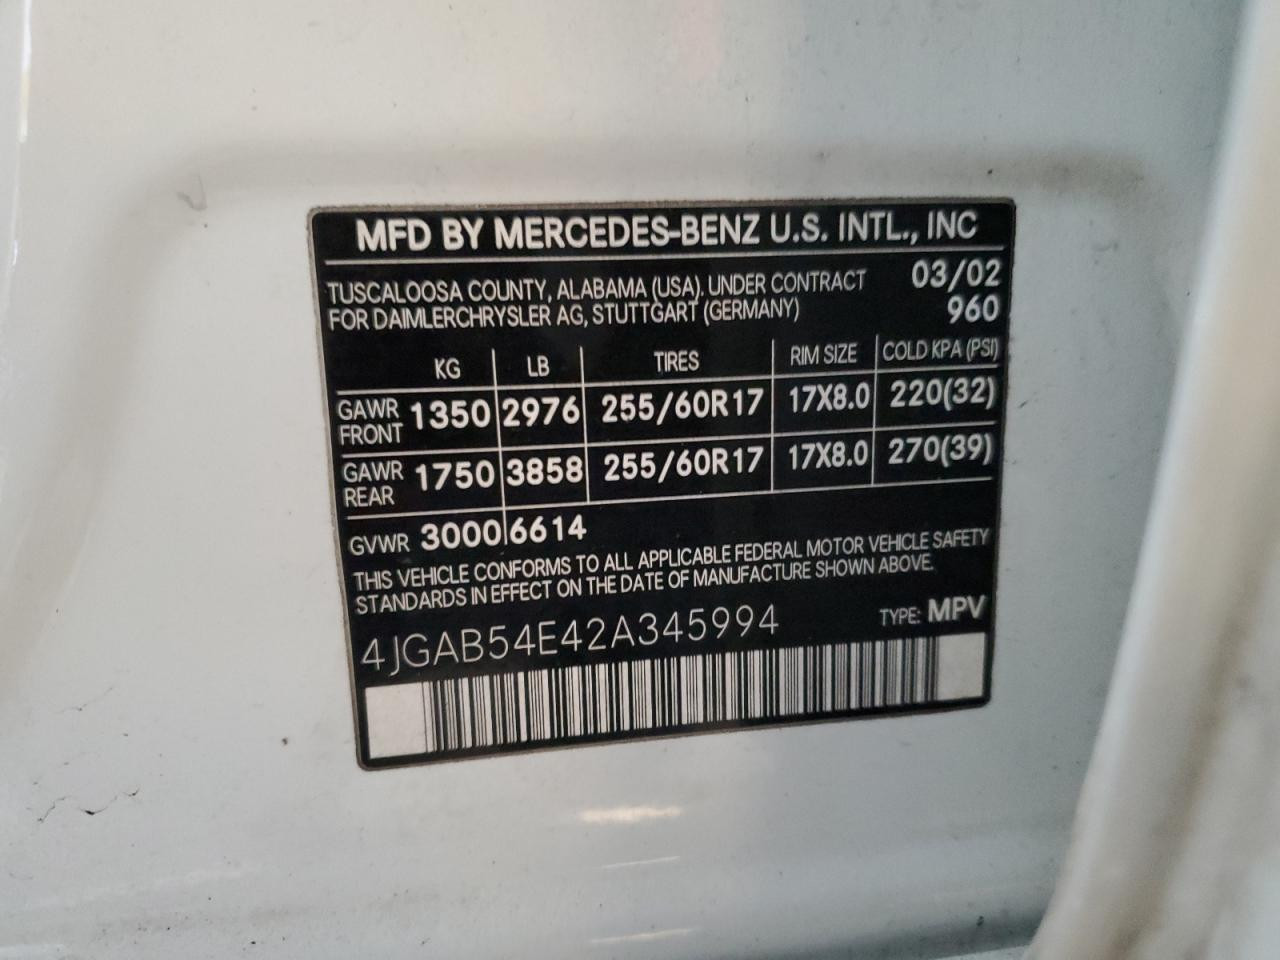 MFD BY MERCEDES-BENZ U.S. INTL., INC
TUSCALOOSA COUNTY, ALABAMA (USA), UNDER CONTRACT 03/02
FOR DAIMLERCHRYSLER AG, STUTTGART (GERMANY) 960
KG LB TIRES RIM SIZE COLD KPA (PSI)
GAWR FRONT 1350 2976 255/60R17 17X8.0 220(32)
GAWR REAR 1750 3858 255/60R17 17X8.0 270(39)
GVWR 3000 6614
THIS VEHICLE CONFORMS TO ALL APPLICABLE FEDERAL MOTOR VEHICLE SAFETY
STANDARDS IN EFFECT ON THE DATE OF MANUFACTURE SHOWN ABOVE.
4JGAB54E42A345994 TYPE: MPV